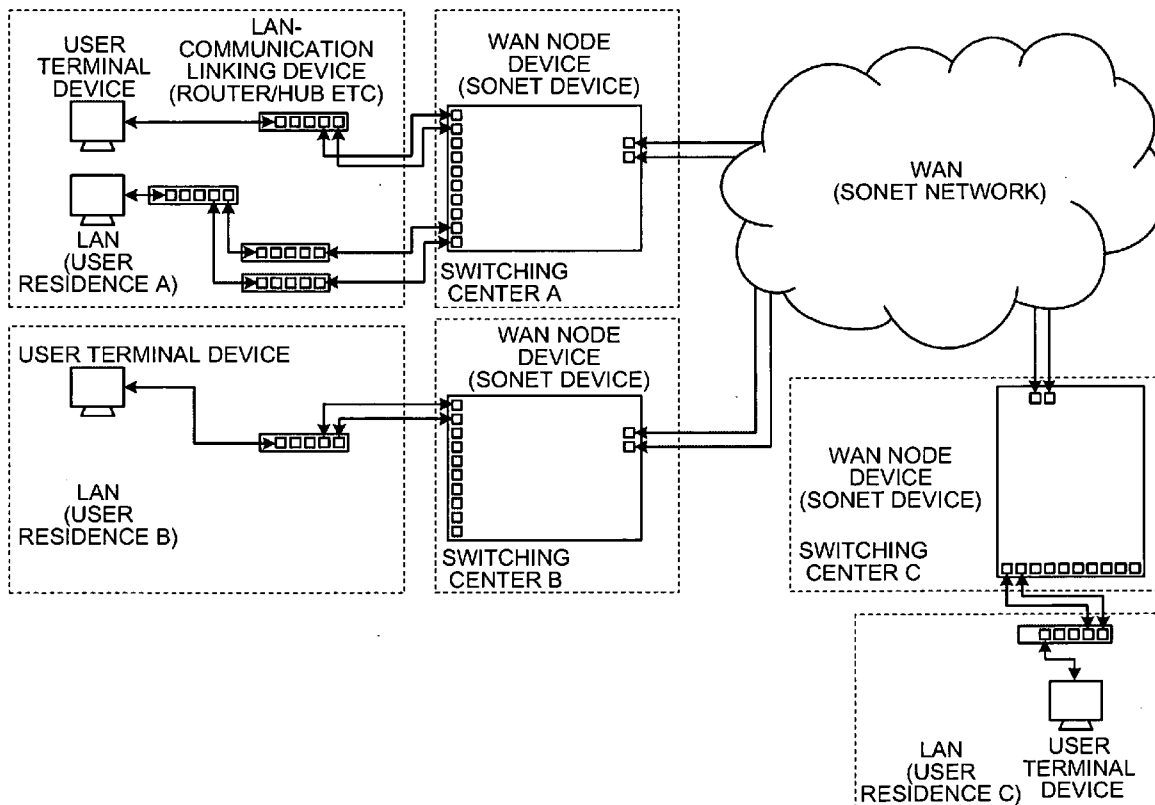 USER
TERMINAL
DEVICE
LAN-
COMMUNICATION
LINKING DEVICE
(ROUTER/HUB ETC)
LAN
(USER
RESIDENCE A)
WAN NODE
DEVICE
(SONET DEVICE)
SWITCHING
CENTER A
WAN
(SONET NETWORK)
USER TERMINAL DEVICE
LAN
(USER
RESIDENCE B)
WAN NODE
DEVICE
(SONET DEVICE)
SWITCHING
CENTER B
WAN NODE
DEVICE
(SONET DEVICE)
SWITCHING
CENTER C
LAN
(USER
RESIDENCE C)
USER
TERMINAL
DEVICE